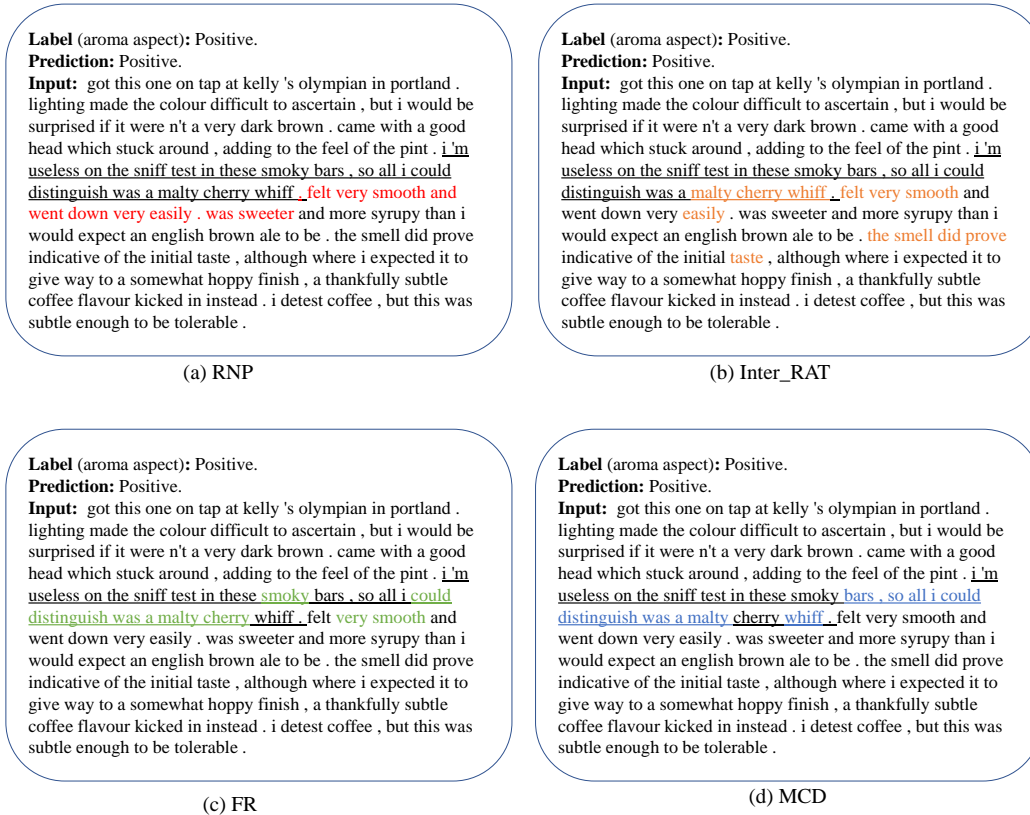 Label (aroma aspect): Positive.
Prediction: Positive.
Input: got this one on tap at kelly 's olympian in portland .
lighting made the colour difficult to ascertain , but i would be
surprised if it were n't a very dark brown . came with a good
head which stuck around , adding to the feel of the pint . i 'm
useless on the sniff test in these smoky bars , so all i could
distinguish was a malty cherry whiff . felt very smooth and
went down very easily . was sweeter and more syrupy than i
would expect an english brown ale to be . the smell did prove
indicative of the initial taste , although where i expected it to
give way to a somewhat hoppy finish , a thankfully subtle
coffee flavour kicked in instead . i detest coffee , but this was
subtle enough to be tolerable .
(a) RNP
Label (aroma aspect): Positive.
Prediction: Positive.
Input: got this one on tap at kelly 's olympian in portland .
lighting made the colour difficult to ascertain , but i would be
surprised if it were n't a very dark brown . came with a good
head which stuck around , adding to the feel of the pint . i 'm
useless on the sniff test in these smoky bars , so all i could
distinguish was a malty cherry whiff . felt very smooth and
went down very easily . was sweeter and more syrupy than i
would expect an english brown ale to be . the smell did prove
indicative of the initial taste , although where i expected it to
give way to a somewhat hoppy finish , a thankfully subtle
coffee flavour kicked in instead . i detest coffee , but this was
subtle enough to be tolerable .
(b) Inter_RAT
Label (aroma aspect): Positive.
Prediction: Positive.
Input: got this one on tap at kelly 's olympian in portland .
lighting made the colour difficult to ascertain , but i would be
surprised if it were n't a very dark brown . came with a good
head which stuck around , adding to the feel of the pint . i 'm
useless on the sniff test in these smoky bars , so all i could
distinguish was a malty cherry whiff . felt very smooth and
went down very easily . was sweeter and more syrupy than i
would expect an english brown ale to be . the smell did prove
indicative of the initial taste , although where i expected it to
give way to a somewhat hoppy finish , a thankfully subtle
coffee flavour kicked in instead . i detest coffee , but this was
subtle enough to be tolerable .
(c) FR
Label (aroma aspect): Positive.
Prediction: Positive.
Input: got this one on tap at kelly 's olympian in portland .
lighting made the colour difficult to ascertain , but i would be
surprised if it were n't a very dark brown . came with a good
head which stuck around , adding to the feel of the pint . i 'm
useless on the sniff test in these smoky bars , so all i could
distinguish was a malty cherry whiff . felt very smooth and
went down very easily . was sweeter and more syrupy than i
would expect an english brown ale to be . the smell did prove
indicative of the initial taste , although where i expected it to
give way to a somewhat hoppy finish , a thankfully subtle
coffee flavour kicked in instead . i detest coffee , but this was
subtle enough to be tolerable .
(d) MCD